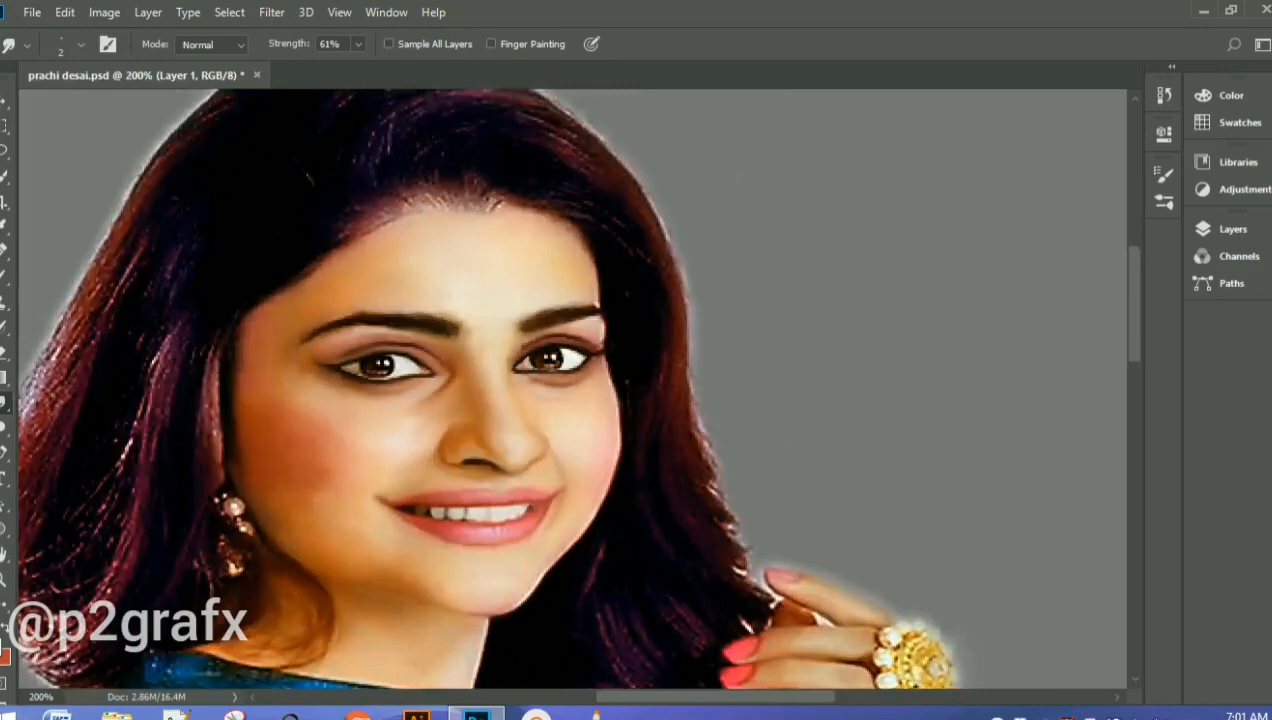 File Edit Image Layer Type Select Filter 3D View Window Help
2 Mode: Normal Strength: 61% Sample All Layers Finger Painting
prachi desai.psd @ 200% (Layer 1, RGB/8) * ×
Color
Swatches
Libraries
Adjustment
Layers
Channels
Paths
@p2grafx
200% Doc: 2.86M/16.4M
7:01 AM